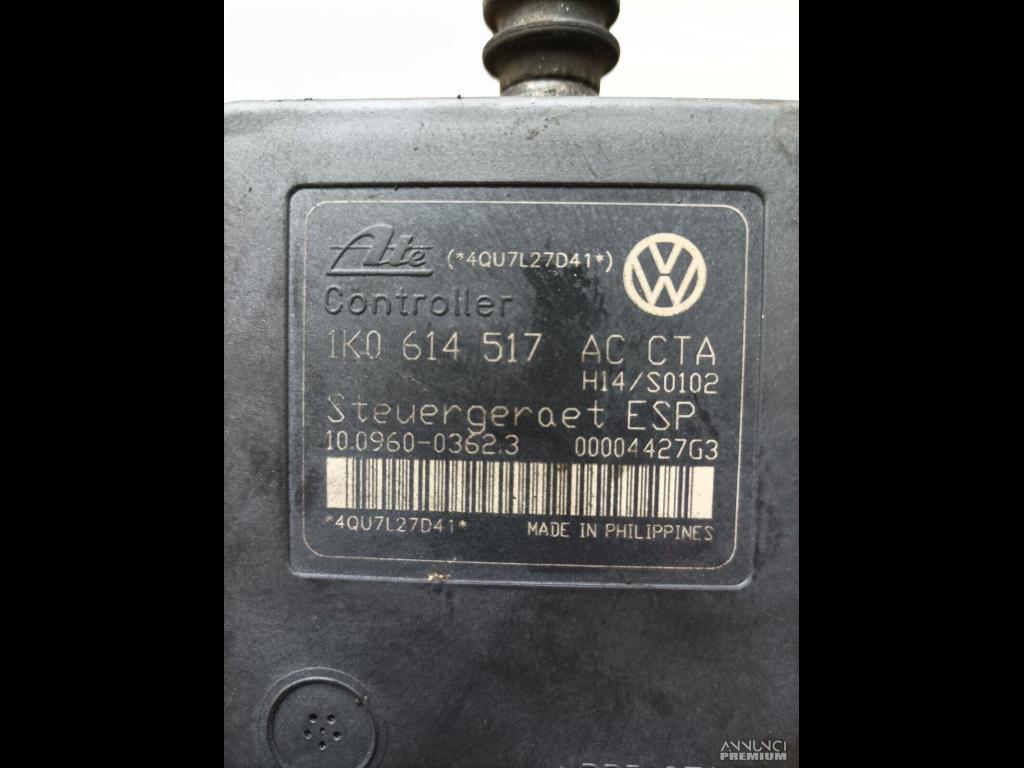 Ate (*4QU7L27D41*)
Controller
1K0 614 517 AC CTA
H14/S0102
Steuergeraet ESP
10.0960-0362.3 00004427G3
*4QU7L27D41* MADE IN PHILIPPINES
ANNUNCI
PREMIUM